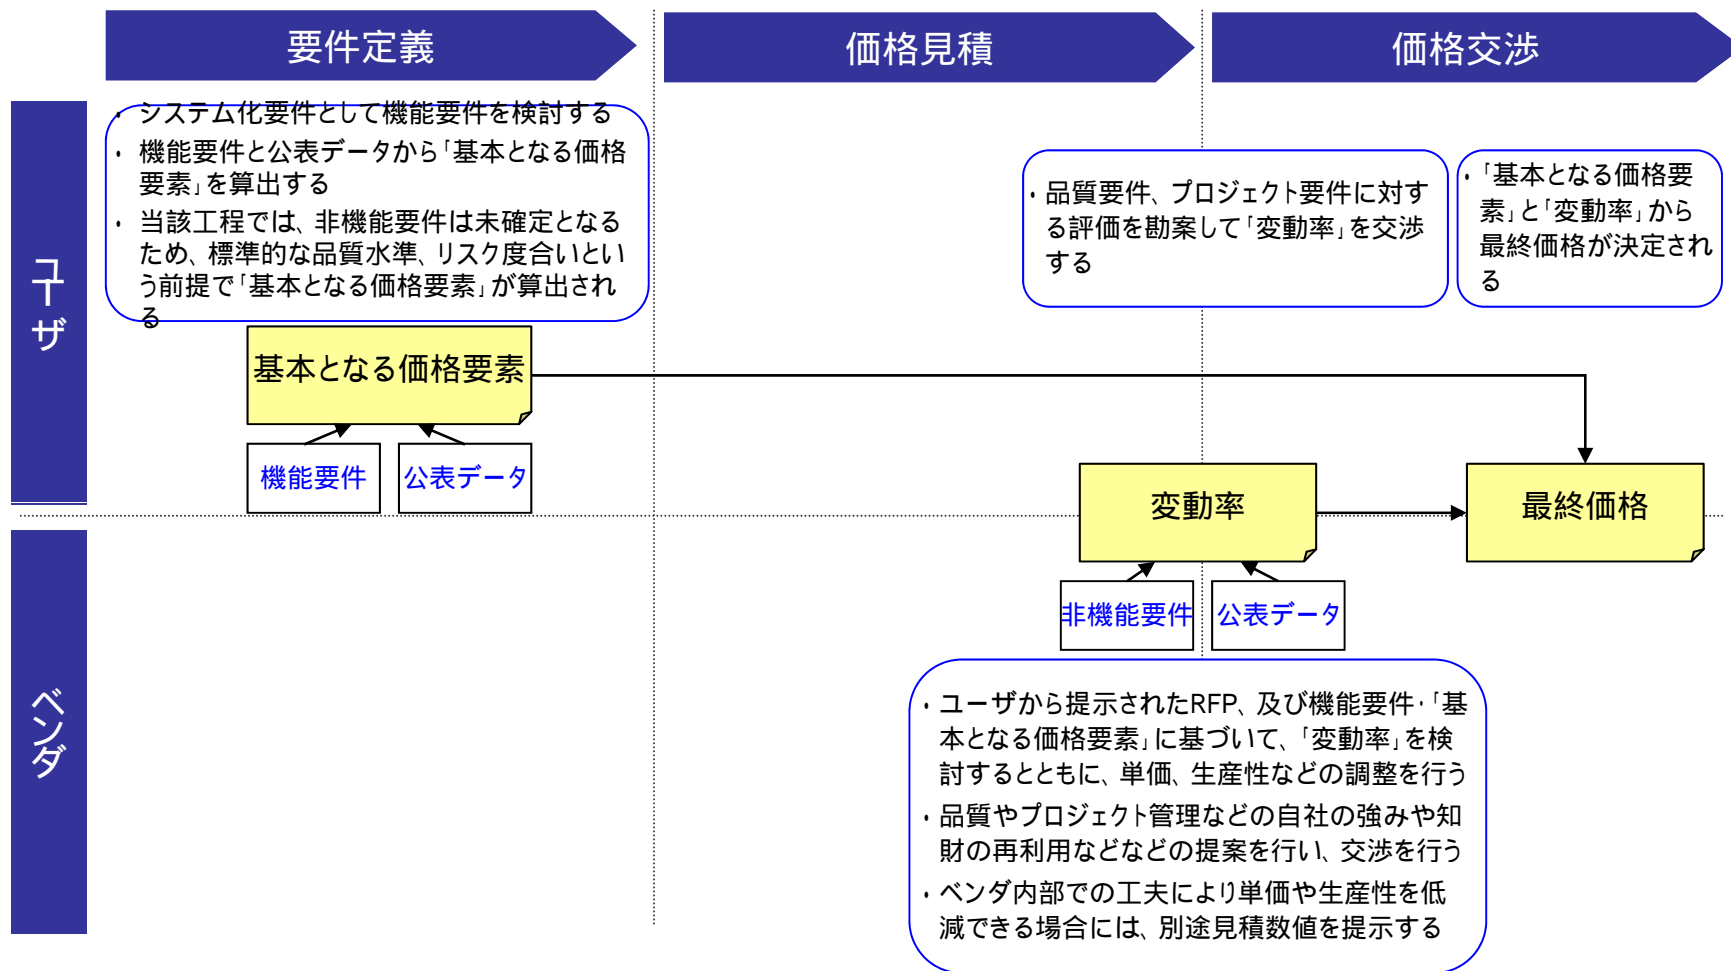 要件定義
価格見積
価格交渉
ユーザ
・システム化要件として機能要件を検討する
・機能要件と公表データから「基本となる価格
要素」を算出する
・当該工程では、非機能要件は未確定となる
ため、標準的な品質水準、リスク度合いとい
う前提で「基本となる価格要素」が算出され
る
・品質要件、プロジェクト要件に対す
る評価を勘案して「変動率」を交渉
する
・「基本となる価格要
素」と「変動率」から
最終価格が決定され
る
基本となる価格要素
機能要件
公表データ
変動率
最終価格
非機能要件
公表データ
ベンダ
・ユーザから提示されたRFP、及び機能要件・「基
本となる価格要素」に基づいて、「変動率」を検
討するとともに、単価、生産性などの調整を行う
・品質やプロジェクト管理などの自社の強みや知
財の再利用などなどの提案を行い、交渉を行う
・ベンダ内部での工夫により単価や生産性を低
減できる場合には、別途見積数値を提示する